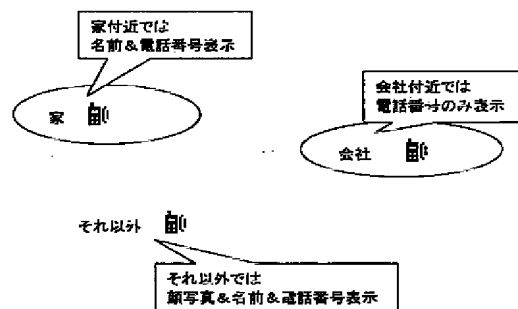 家付近では
名前&電話番号表示
家
会社付近では
電話番号のみ表示
会社
それ以外
それ以外では
顔写真&名前&電話番号表示